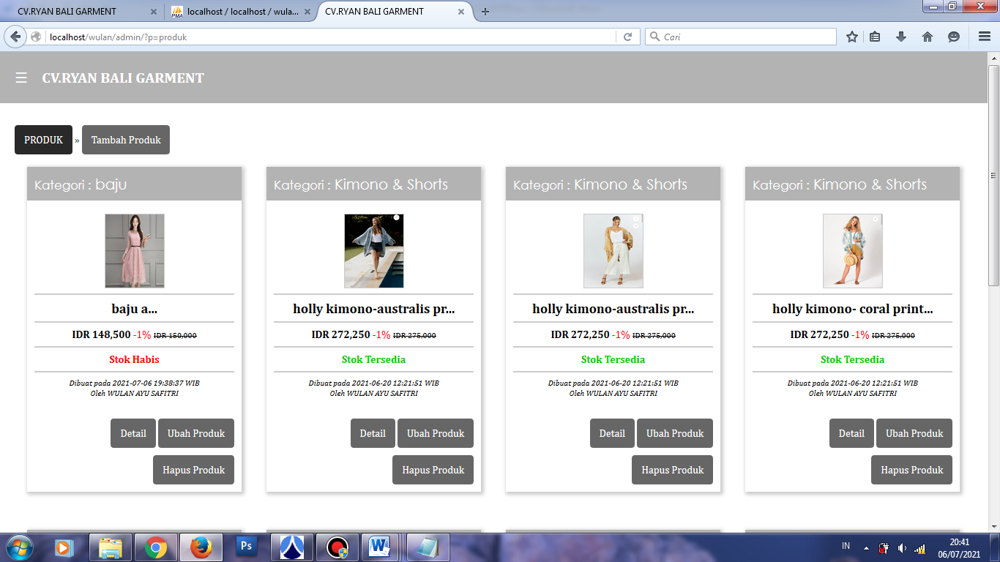 CV.RYAN BALI GARMENT
localhost / localhost / wula...
CV.RYAN BALI GARMENT
localhost/wulan/admin/?p=produk
Cari
☰ CV.RYAN BALI GARMENT
PRODUK » Tambah Produk
Kategori : baju
baju a...
IDR 148,500 -1% IDR 150,000
Stok Habis
Dibuat pada 2021-07-06 19:38:37 WIB
Oleh WULAN AYU SAFITRI
Detail Ubah Produk
Hapus Produk
Kategori : Kimono & Shorts
holly kimono-australis pr...
IDR 272,250 -1% IDR 275,000
Stok Tersedia
Dibuat pada 2021-06-20 12:21:51 WIB
Oleh WULAN AYU SAFITRI
Detail Ubah Produk
Hapus Produk
Kategori : Kimono & Shorts
holly kimono-australis pr...
IDR 272,250 -1% IDR 275,000
Stok Tersedia
Dibuat pada 2021-06-20 12:21:51 WIB
Oleh WULAN AYU SAFITRI
Detail Ubah Produk
Hapus Produk
Kategori : Kimono & Shorts
holly kimono- coral print...
IDR 272,250 -1% IDR 275,000
Stok Tersedia
Dibuat pada 2021-06-20 12:21:51 WIB
Oleh WULAN AYU SAFITRI
Detail Ubah Produk
Hapus Produk
Ps
W
IN
20:41
06/07/2021